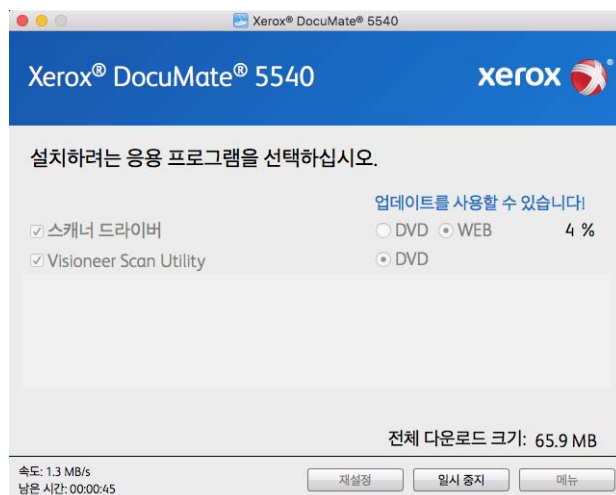 Xerox® DocuMate® 5540
Xerox® DocuMate® 5540
xerox ®
설치하려는 응용 프로그램을 선택하십시오.
업데이트를 사용할 수 있습니다!
스캐너 드라이버 DVD WEB 4 %
Visioneer Scan Utility DVD
전체 다운로드 크기: 65.9 MB
속도: 1.3 MB/s
남은 시간: 00:00:45
재설정 일시 중지 메뉴